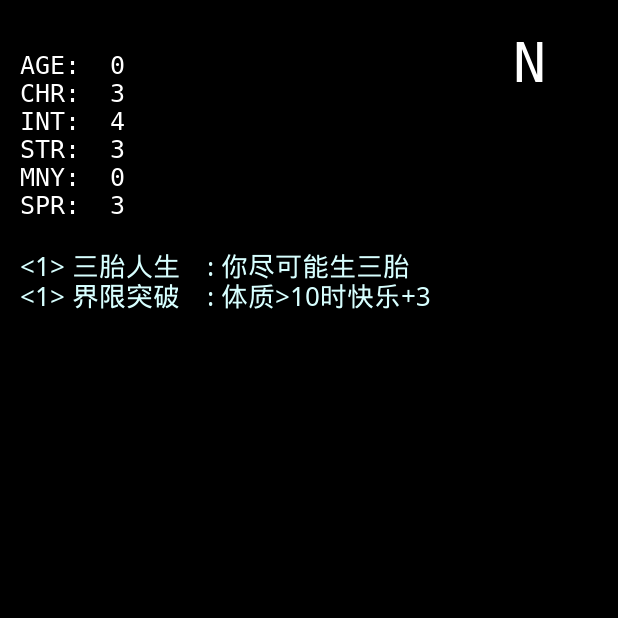 N
AGE: 0
CHR: 3
INT: 4
STR: 3
MNY: 0
SPR: 3
<1> 三胎人生 : 你尽可能生三胎
<1> 界限突破 : 体质>10时快乐+3